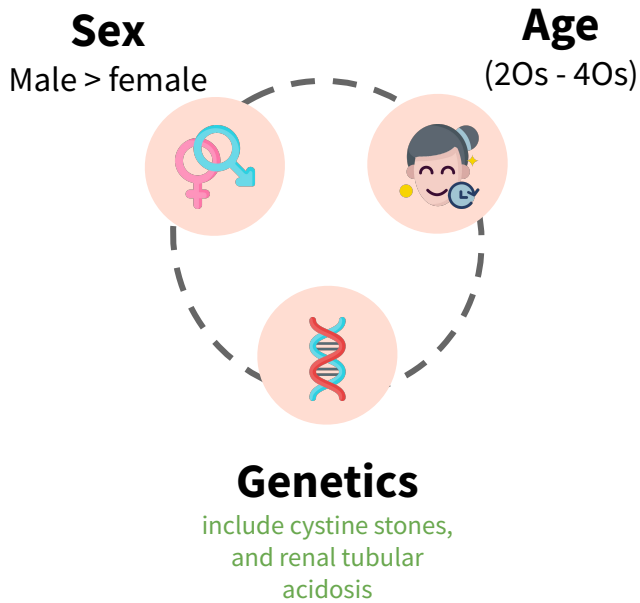 Sex
Male > female
Age
(2Os - 4Os)
Genetics
include cystine stones,
and renal tubular
acidosis